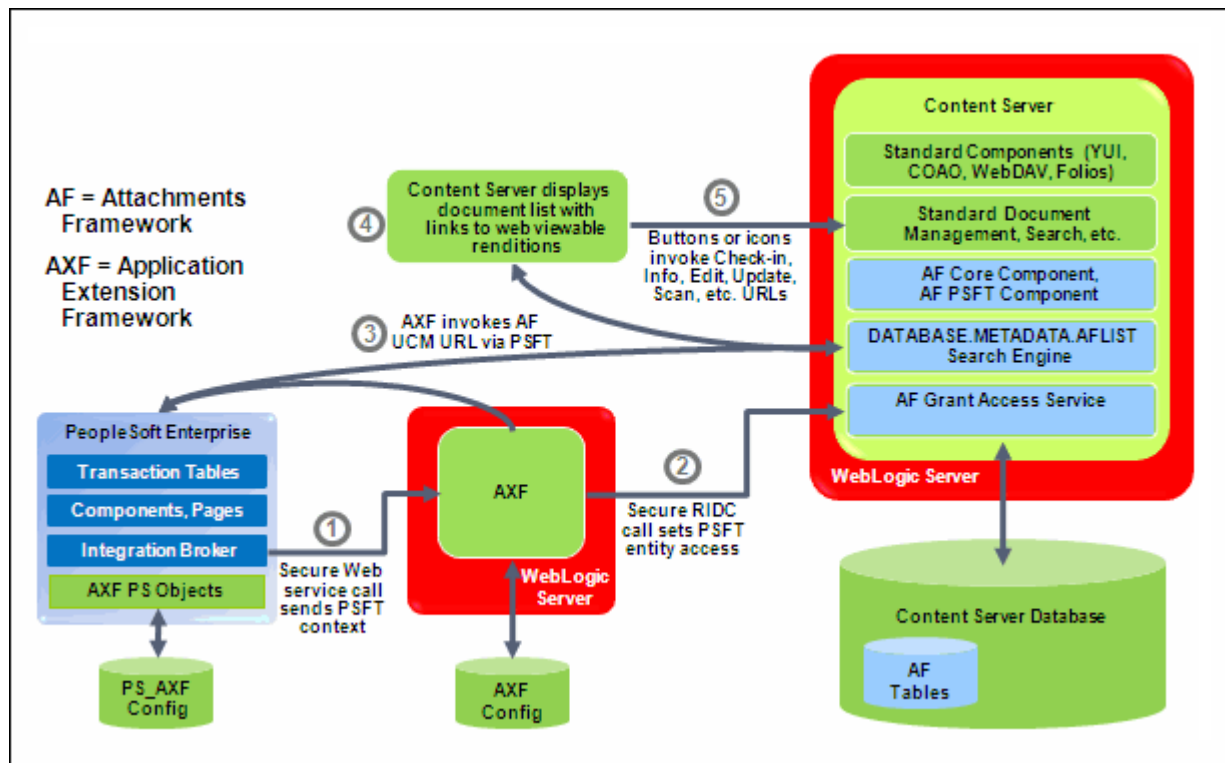 AF = Attachments
Framework
AXF = Application
Extension
Framework
4
Content Server displays
document list with
links to web viewable
renditions
5
Buttons or icons
invoke Check-in,
Info, Edit, Update,
Scan, etc. URLs
3
AXF invokes AF
UCM URL via PSFT
Content Server
Standard Components (YUI,
COAO, WebDAV, Folios)
Standard Document
Management, Search, etc.
AF Core Component,
AF PSFT Component
DATABASE.METADATA.AFLIST
Search Engine
AF Grant Access Service
WebLogic Server
PeopleSoft Enterprise
Transaction Tables
Components, Pages
Integration Broker
AXF PS Objects
1
Secure Web
service call
sends PSFT
context
AXF
WebLogic
Server
2
Secure RIDC
call sets PSFT
entity access
PS_AXF
Config
AXF
Config
Content Server Database
AF
Tables